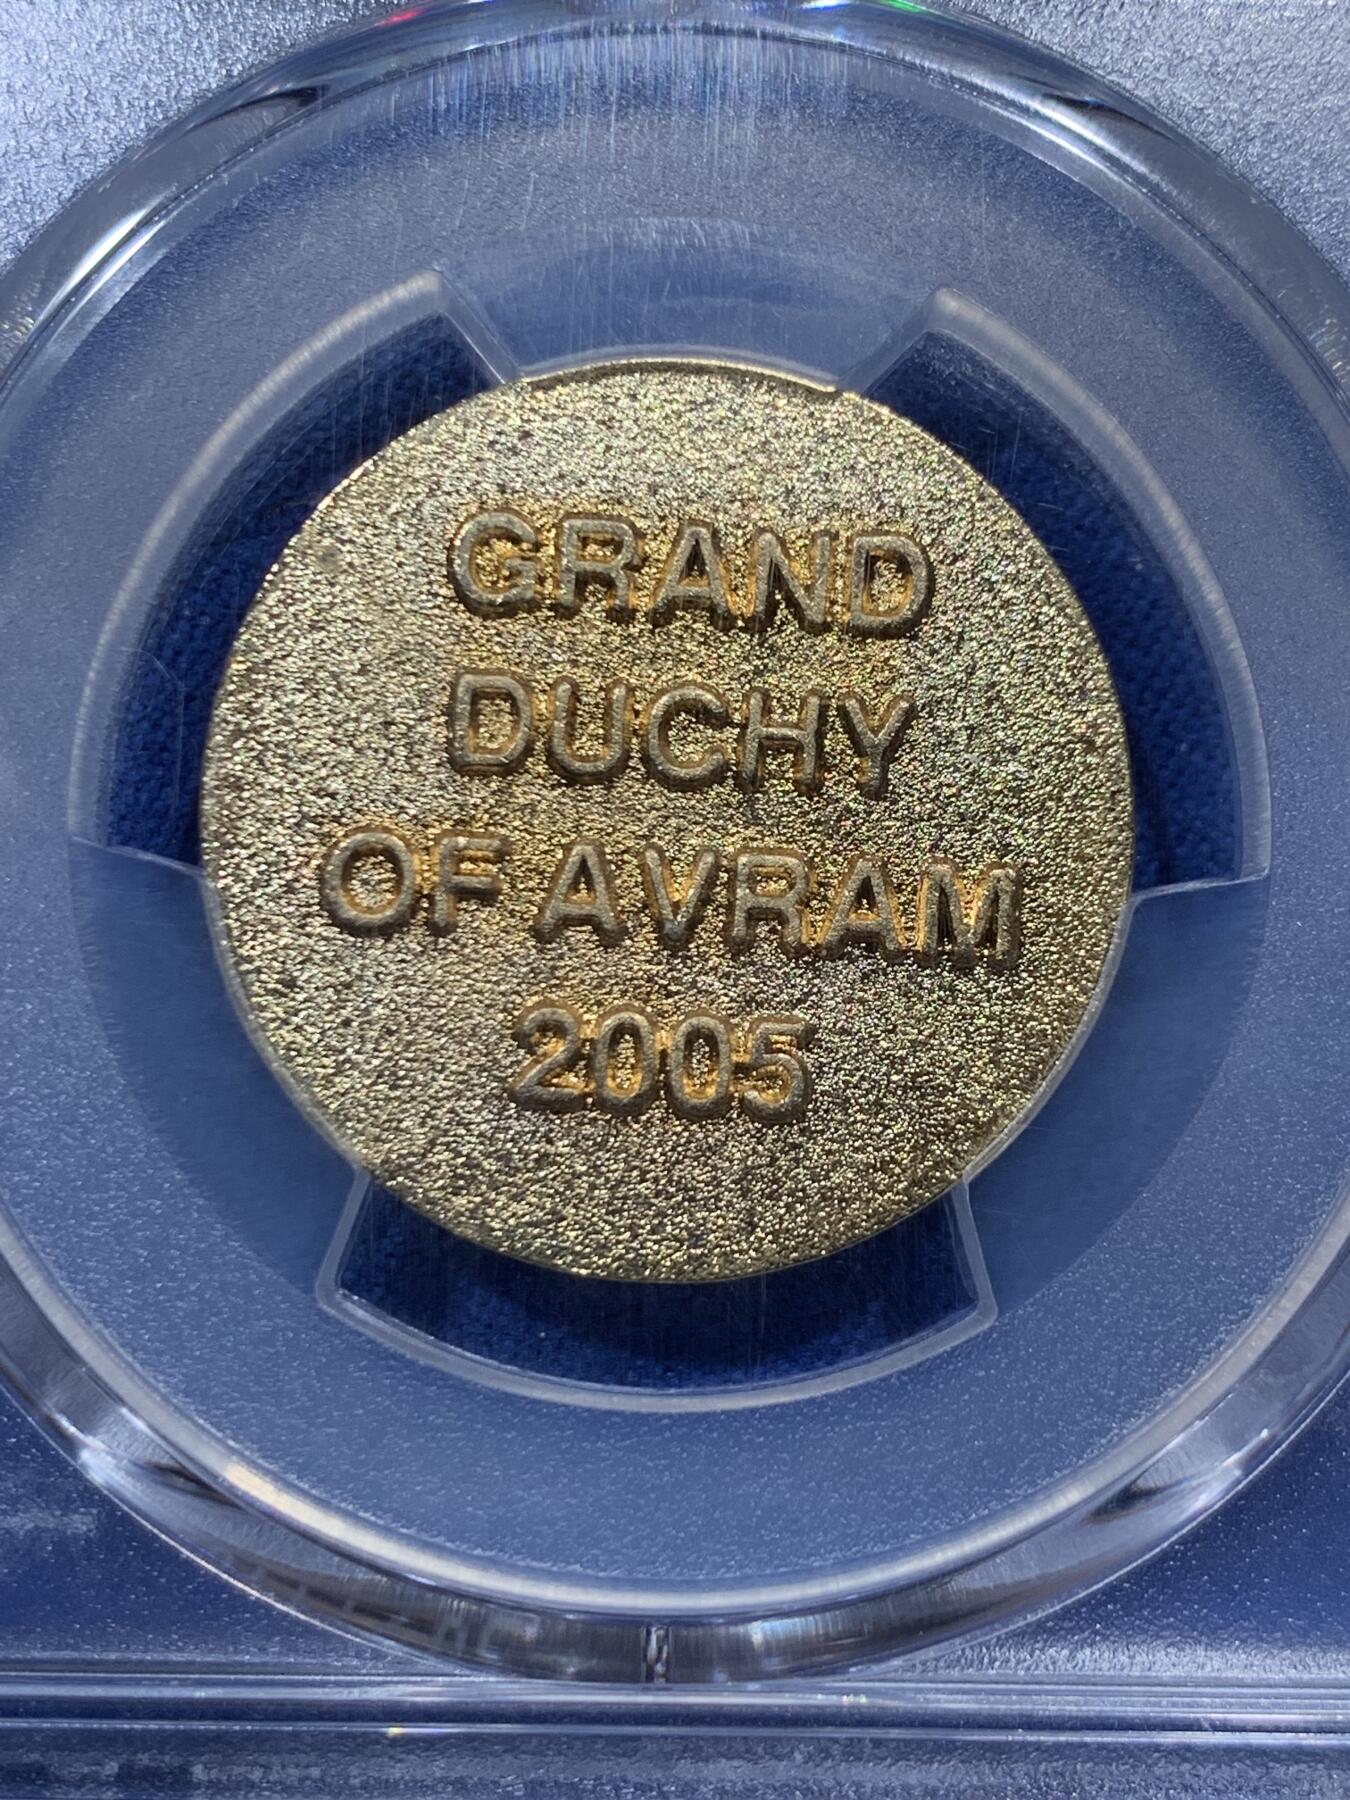 GRAND
DUCHY
OF AVRAM
2005